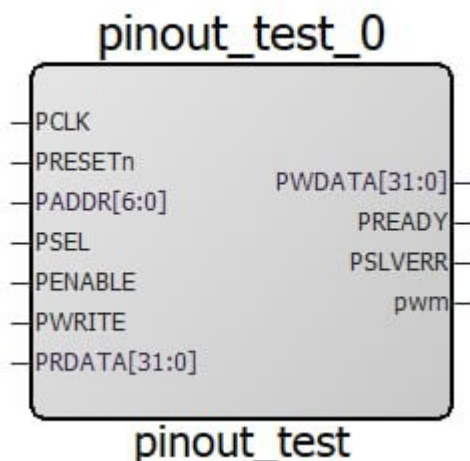 pinout_test_0
PCLK
PRESETn
PADDR[6:0]
PSEL
PENABLE
PWRITE
PRDATA[31:0]
PWDATA[31:0]
PREADY
PSLVERR
pwm
pinout_test